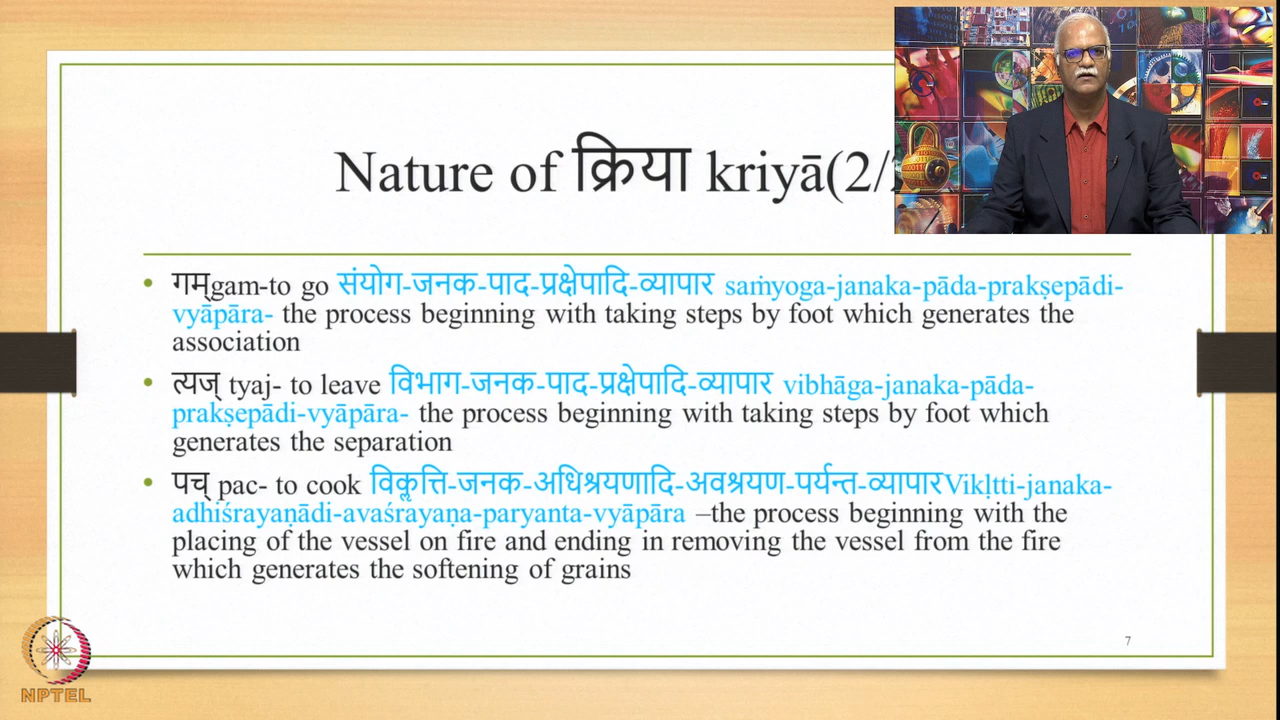 Nature of क्रिया kriyā(2/
• गम्gam-to go संयोग-जनक-पाद-प्रक्षेपादि-व्यापार saṁyoga-janaka-pāda-prakṣepādi-
vyāpāra- the process beginning with taking steps by foot which generates the
association
• त्यज् tyaj- to leave विभाग-जनक-पाद-प्रक्षेपादि-व्यापार vibhāga-janaka-pāda-
prakṣepādi-vyāpāra- the process beginning with taking steps by foot which
generates the separation
• पच् pac- to cook विकॢत्ति-जनक-अधिश्रयणादि-अवश्रयण-पर्यन्त-व्यापारVikḷtti-janaka-
adhiśrayaṇādi-avaśrayaṇa-paryanta-vyāpāra –the process beginning with the
placing of the vessel on fire and ending in removing the vessel from the fire
which generates the softening of grains
7
NPTEL